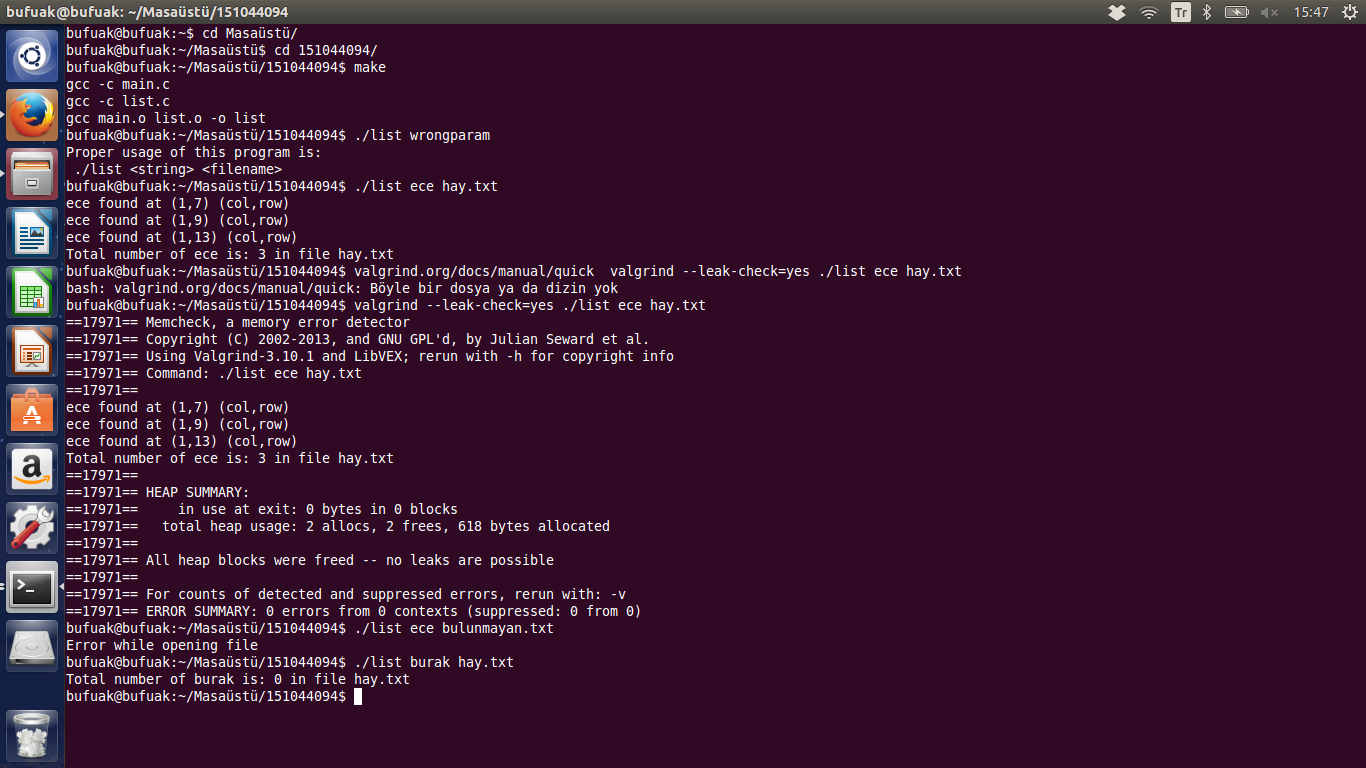 bufuak@bufuak: ~/Masaüstü/151044094
Tr
15:47
bufuak@bufuak:~$ cd Masaüstü/
bufuak@bufuak:~/Masaüstü$ cd 151044094/
bufuak@bufuak:~/Masaüstü/151044094$ make
gcc -c main.c
gcc -c list.c
gcc main.o list.o -o list
bufuak@bufuak:~/Masaüstü/151044094$ ./list wrongparam
Proper usage of this program is:
 ./list <string> <filename>
bufuak@bufuak:~/Masaüstü/151044094$ ./list ece hay.txt
ece found at (1,7) (col,row)
ece found at (1,9) (col,row)
ece found at (1,13) (col,row)
Total number of ece is: 3 in file hay.txt
bufuak@bufuak:~/Masaüstü/151044094$ valgrind.org/docs/manual/quick  valgrind --leak-check=yes ./list ece hay.txt
bash: valgrind.org/docs/manual/quick: Böyle bir dosya ya da dizin yok
bufuak@bufuak:~/Masaüstü/151044094$ valgrind --leak-check=yes ./list ece hay.txt
==17971== Memcheck, a memory error detector
==17971== Copyright (C) 2002-2013, and GNU GPL'd, by Julian Seward et al.
==17971== Using Valgrind-3.10.1 and LibVEX; rerun with -h for copyright info
==17971== Command: ./list ece hay.txt
==17971==
ece found at (1,7) (col,row)
ece found at (1,9) (col,row)
ece found at (1,13) (col,row)
Total number of ece is: 3 in file hay.txt
==17971==
==17971== HEAP SUMMARY:
==17971==     in use at exit: 0 bytes in 0 blocks
==17971==   total heap usage: 2 allocs, 2 frees, 618 bytes allocated
==17971==
==17971== All heap blocks were freed -- no leaks are possible
==17971==
==17971== For counts of detected and suppressed errors, rerun with: -v
==17971== ERROR SUMMARY: 0 errors from 0 contexts (suppressed: 0 from 0)
bufuak@bufuak:~/Masaüstü/151044094$ ./list ece bulunmayan.txt
Error while opening file
bufuak@bufuak:~/Masaüstü/151044094$ ./list burak hay.txt
Total number of burak is: 0 in file hay.txt
bufuak@bufuak:~/Masaüstü/151044094$